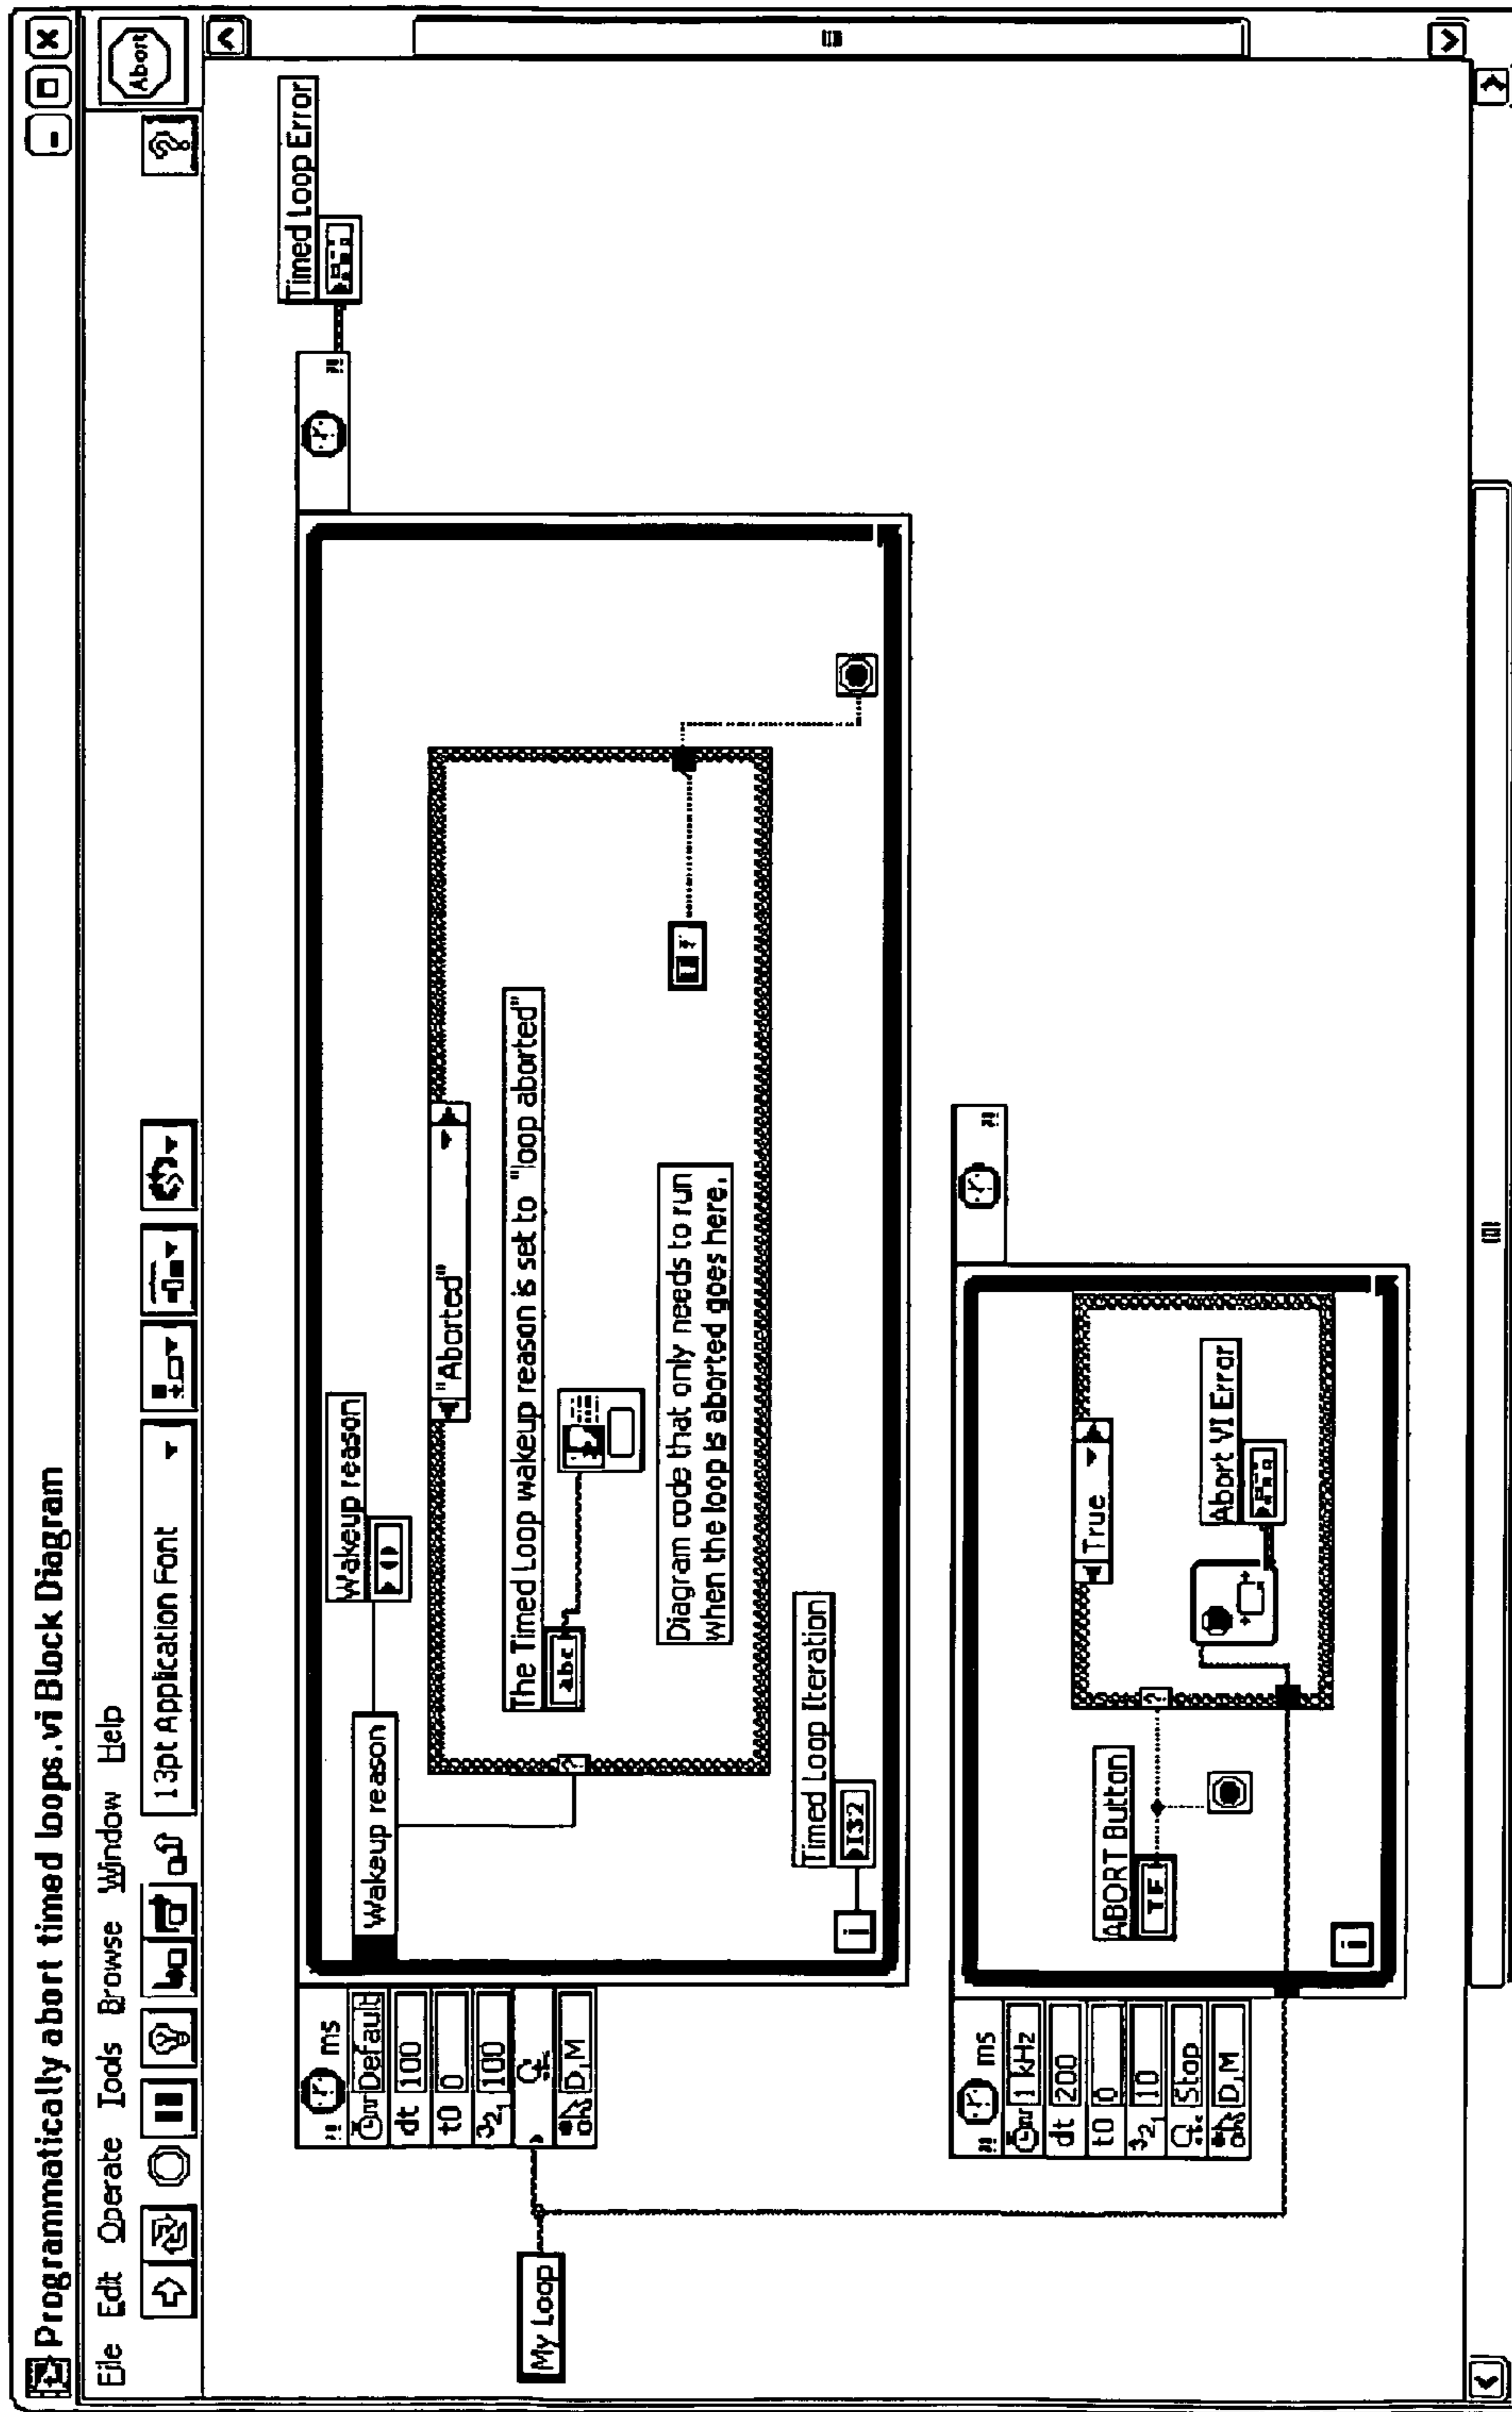 Programmatically abort timed loops.vi Block Diagram
File Edit Operate Tools Browse Window Help
13pt Application Font
Abort
Timed Loop Error
ms
Default
dt 100
t0 0
100
D,M
Wakeup reason
Wakeup reason
"Aborted"
The Timed Loop wakeup reason is set to "loop aborted"
abc
Diagram code that only needs to run
when the loop is aborted goes here.
Timed Loop Iteration
i
I32
My Loop
ms
1 kHz
dt 200
t0 0
10
Stop
D,M
True
ABORT Button
TF
Abort VI Error
i